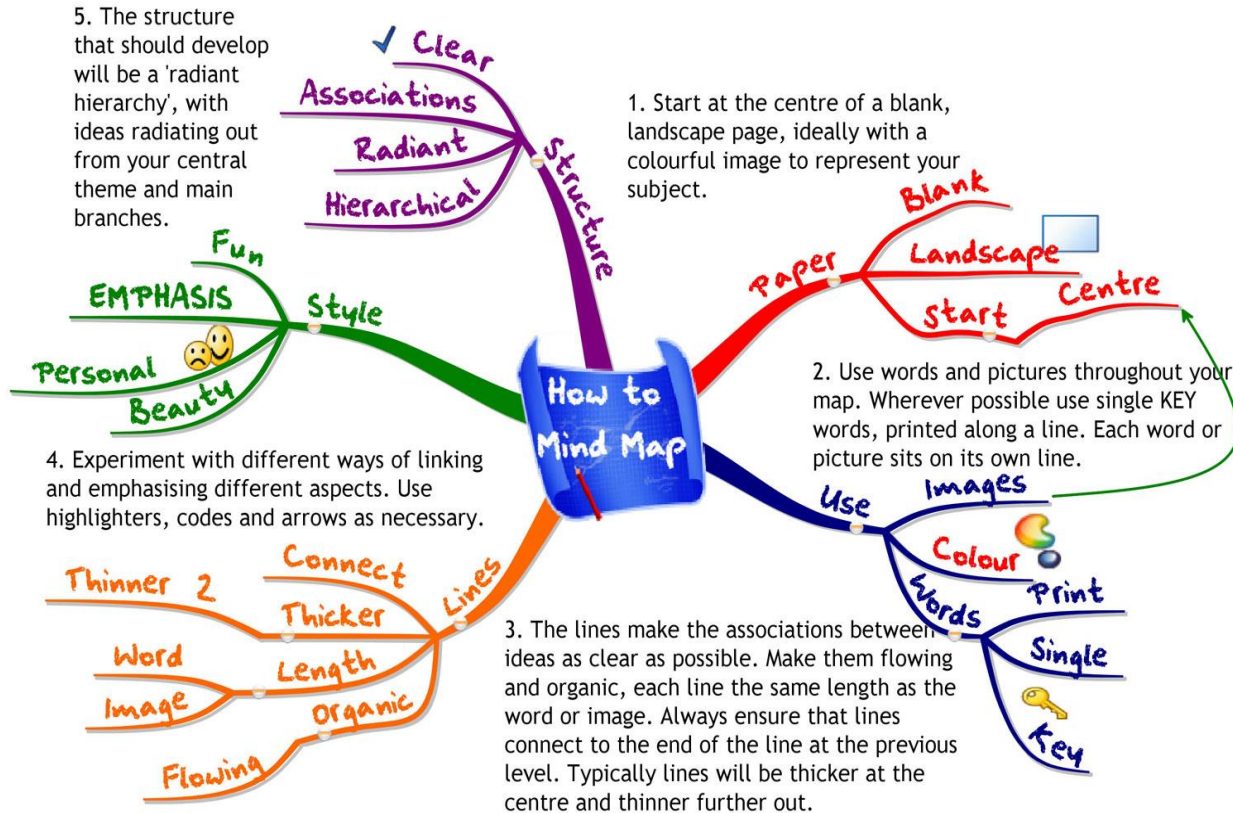 5. The structure
that should develop
will be a 'radiant
hierarchy', with
ideas radiating out
from your central
theme and main
branches.
Clear
Associations
Radiant
Hierarchical
Structure
1. Start at the centre of a blank,
landscape page, ideally with a
colourful image to represent your
subject.
Paper
Blank
Landscape
Start
Centre
Fun
EMPHASIS
Personal
Beauty
Style
How to
Mind Map
2. Use words and pictures throughout your
map. Wherever possible use single KEY
words, printed along a line. Each word or
picture sits on its own line.
Use
Images
Colour
Words
Print
Single
Key
4. Experiment with different ways of linking
and emphasising different aspects. Use
highlighters, codes and arrows as necessary.
Lines
Connect
Thinner 2
Thicker
Length
Word
Image
Organic
Flowing
3. The lines make the associations between
ideas as clear as possible. Make them flowing
and organic, each line the same length as the
word or image. Always ensure that lines
connect to the end of the line at the previous
level. Typically lines will be thicker at the
centre and thinner further out.